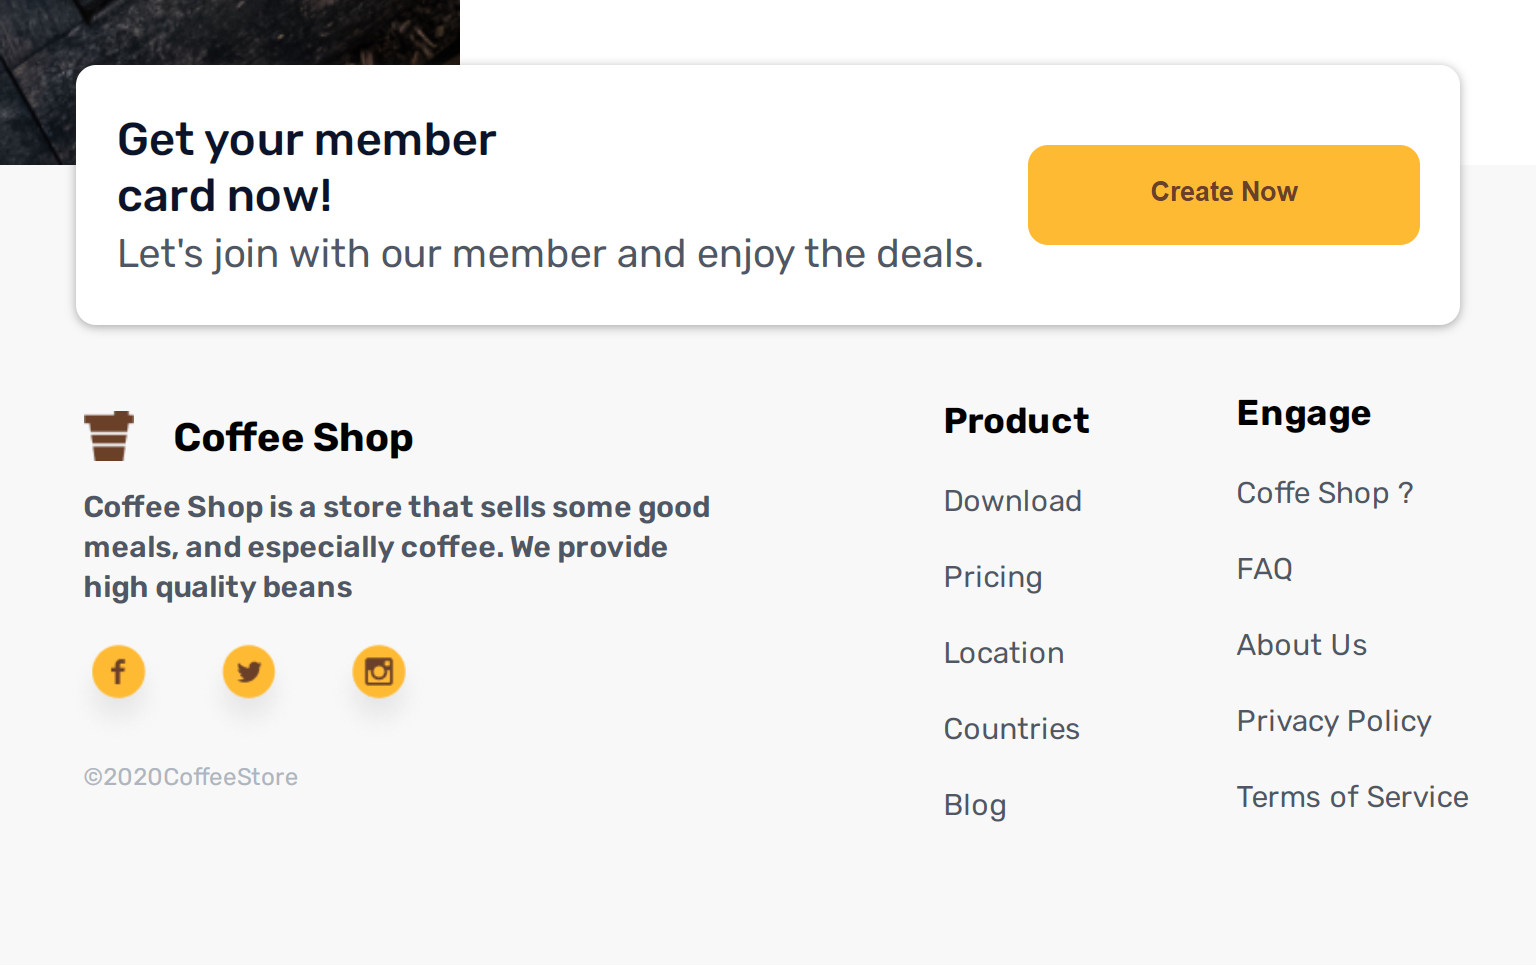 Get your member
card now!
Let's join with our member and enjoy the deals.
Create Now
Coffee Shop
Coffee Shop is a store that sells some good
meals, and especially coffee. We provide
high quality beans
©2020CoffeeStore
Product
Download
Pricing
Location
Countries
Blog
Engage
Coffe Shop ?
FAQ
About Us
Privacy Policy
Terms of Service